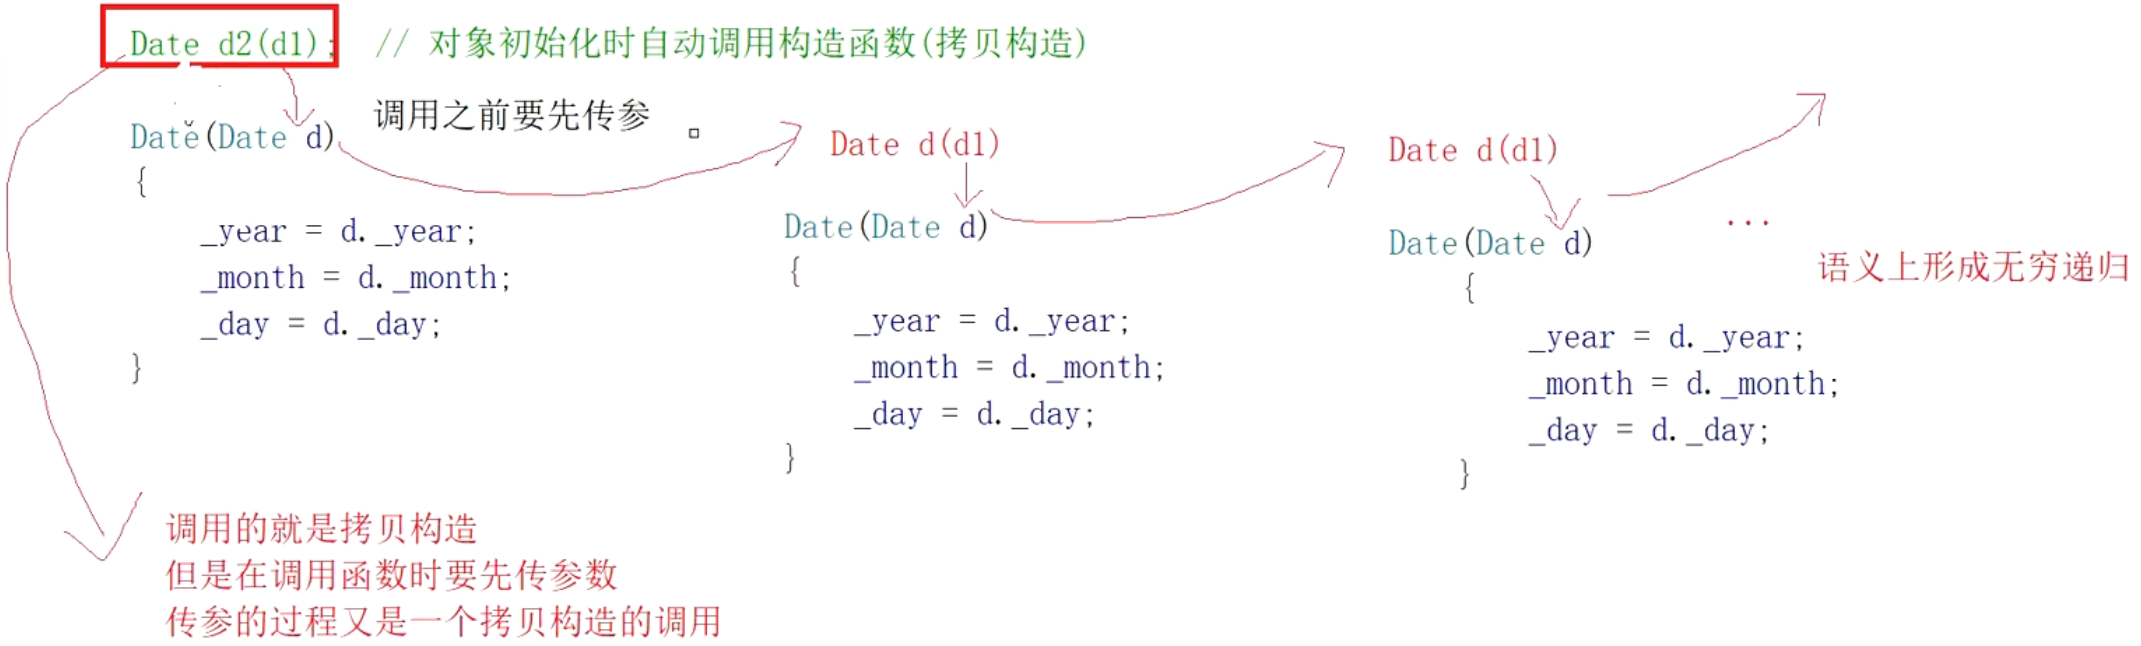 Date d2(d1); // 对象初始化时自动调用构造函数(拷贝构造)
调用之前要先传参
Date(Date d)
{
_year = d._year;
_month = d._month;
_day = d._day;
}
Date d(d1)
Date(Date d)
{
_year = d._year;
_month = d._month;
_day = d._day;
}
Date d(d1)
Date(Date d)
{
_year = d._year;
_month = d._month;
_day = d._day;
}
...
语义上形成无穷递归
调用的就是拷贝构造
但是在调用函数时要先传参数
传参的过程又是一个拷贝构造的调用